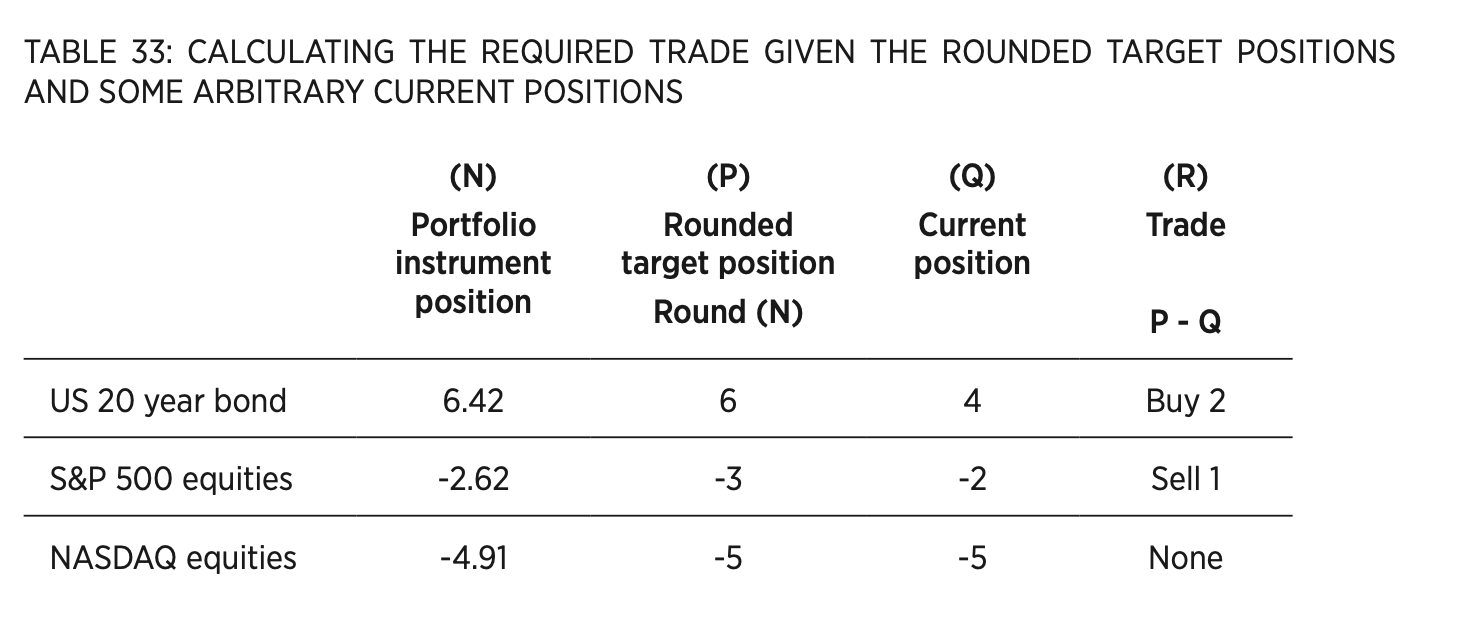 TABLE 33: CALCULATING THE REQUIRED TRADE GIVEN THE ROUNDED TARGET POSITIONS
AND SOME ARBITRARY CURRENT POSITIONS
(N) (P) (Q) (R)
Portfolio Rounded Current Trade
instrument target position position
position Round (N) P - Q
US 20 year bond 6.42 6 4 Buy 2
S&P 500 equities -2.62 -3 -2 Sell 1
NASDAQ equities -4.91 -5 -5 None